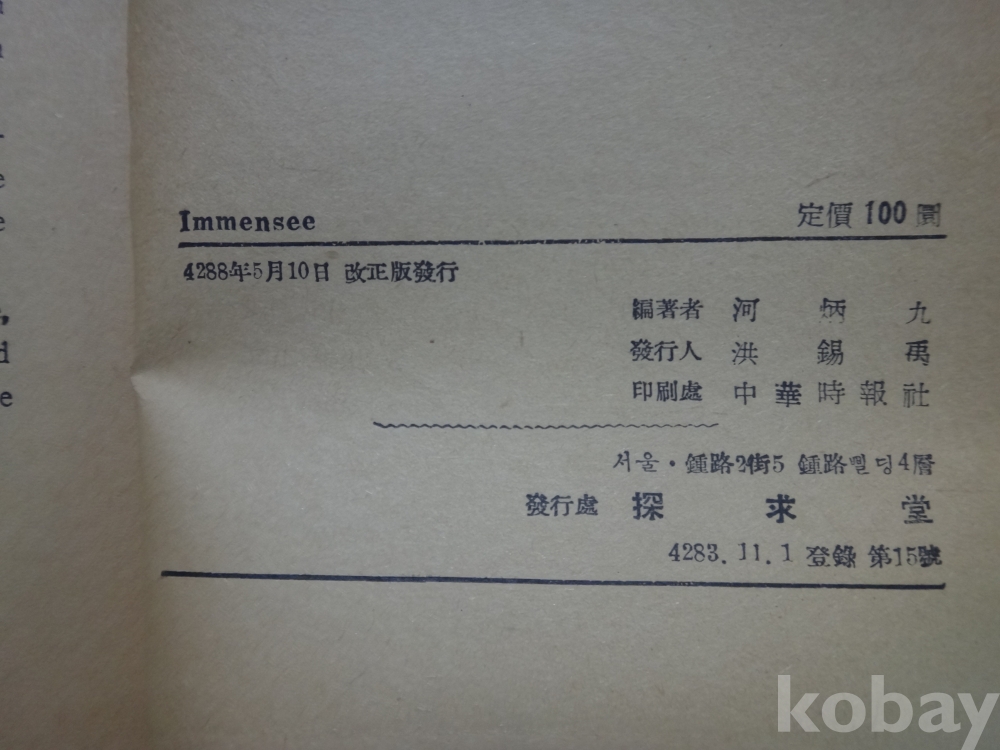 Immensee 定價 100 圜
4288年5月10日 改正版發行
編著者 河炳九
發行人 洪錫禹
印刷處 中華時報社
서울·鍾路2街5 鍾路삘딍4層
發行處 探求堂
4283.11.1 登錄 第15號
kobay